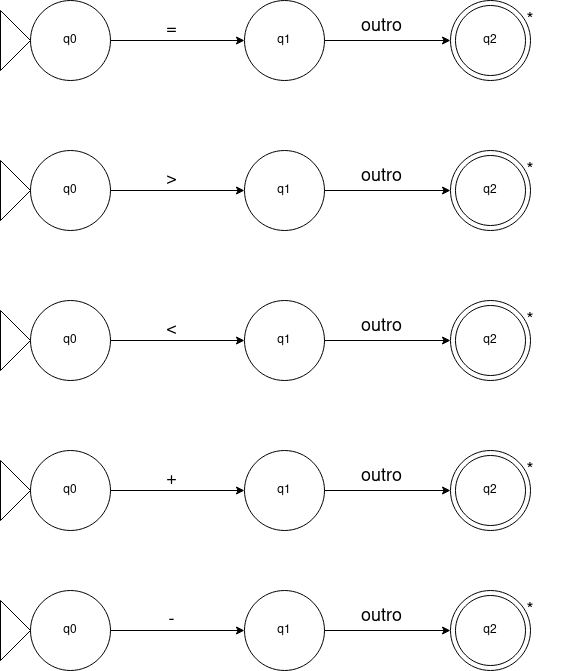 = outro *
q0 q1 q2
> outro *
q0 q1 q2
< outro *
q0 q1 q2
+ outro *
q0 q1 q2
- outro *
q0 q1 q2